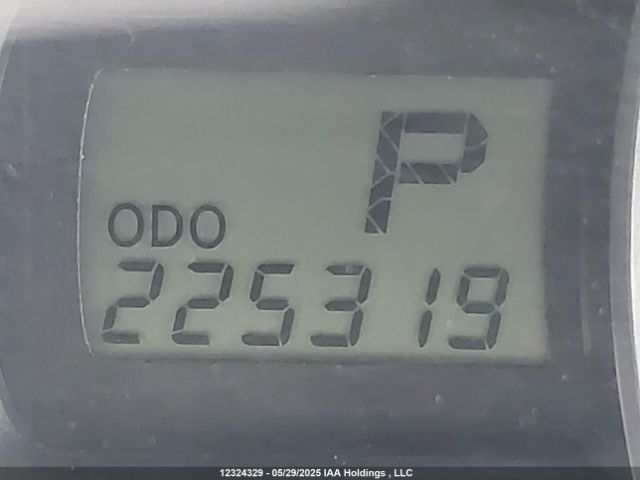 P
ODO
225319
12324329 - 05/29/2025 IAA Holdings , LLC